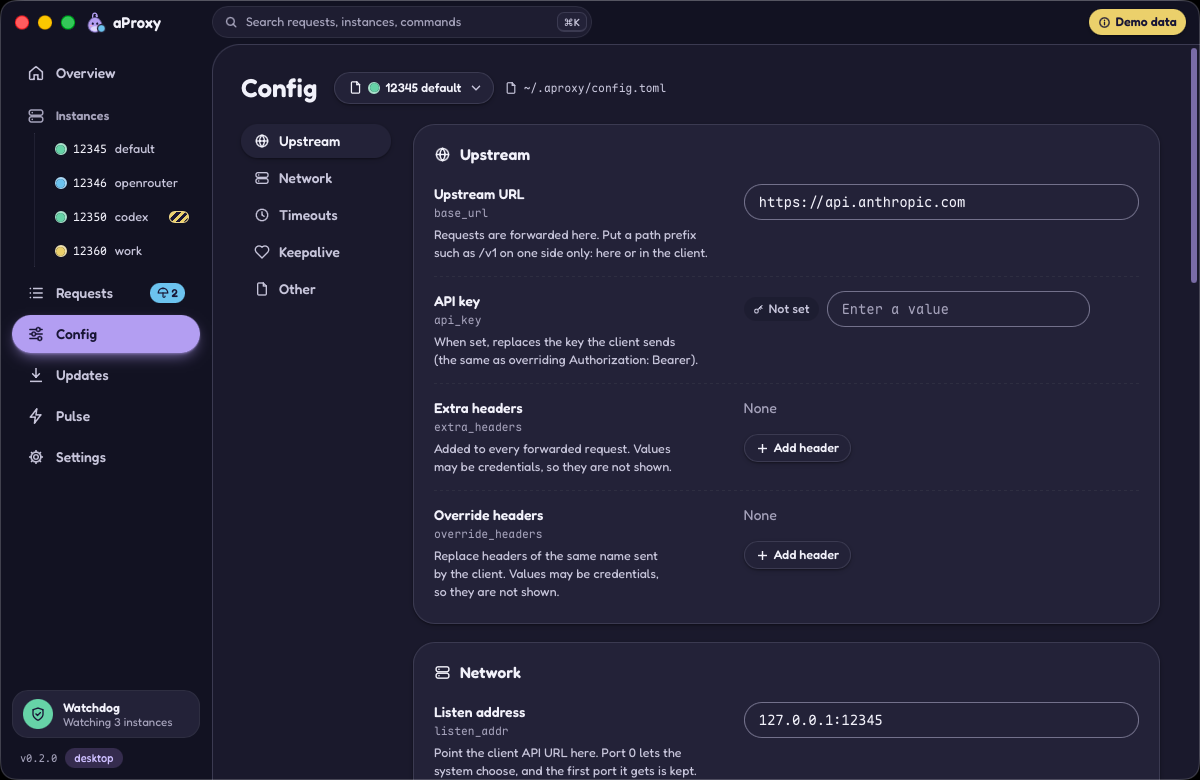 aProxy
Search requests, instances, commands
⌘K
Demo data
Overview
Instances
12345 default
12346 openrouter
12350 codex
12360 work
Requests
2
Config
Updates
Pulse
Settings
Watchdog
Watching 3 instances
v0.2.0 desktop
Config
12345 default
~/.aproxy/config.toml
Upstream
Network
Timeouts
Keepalive
Other
Upstream
Upstream URL
base_url
Requests are forwarded here. Put a path prefix
such as /v1 on one side only: here or in the client.
https://api.anthropic.com
API key
api_key
When set, replaces the key the client sends
(the same as overriding Authorization: Bearer).
Not set
Enter a value
Extra headers
extra_headers
Added to every forwarded request. Values
may be credentials, so they are not shown.
None
+ Add header
Override headers
override_headers
Replace headers of the same name sent
by the client. Values may be credentials,
so they are not shown.
None
+ Add header
Network
Listen address
listen_addr
Point the client API URL here. Port 0 lets the
system choose, and the first port it gets is kept.
127.0.0.1:12345